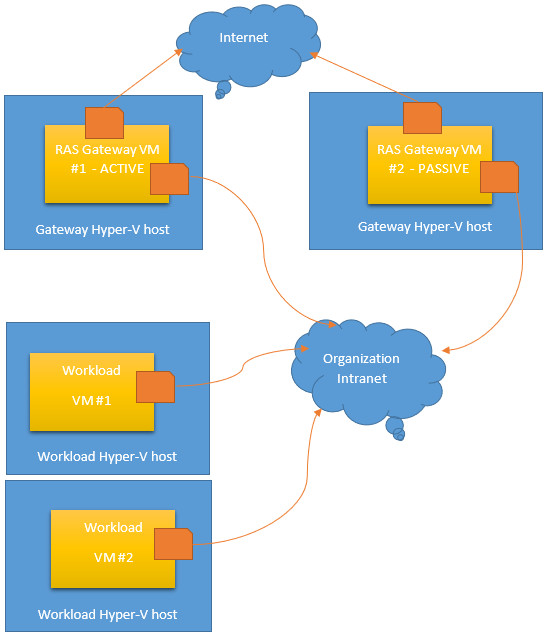 Internet
RAS Gateway VM
#1 - ACTIVE
Gateway Hyper-V host
RAS Gateway VM
#2 - PASSIVE
Gateway Hyper-V host
Organization
Intranet
Workload
VM #1
Workload Hyper-V host
Workload
VM #2
Workload Hyper-V host